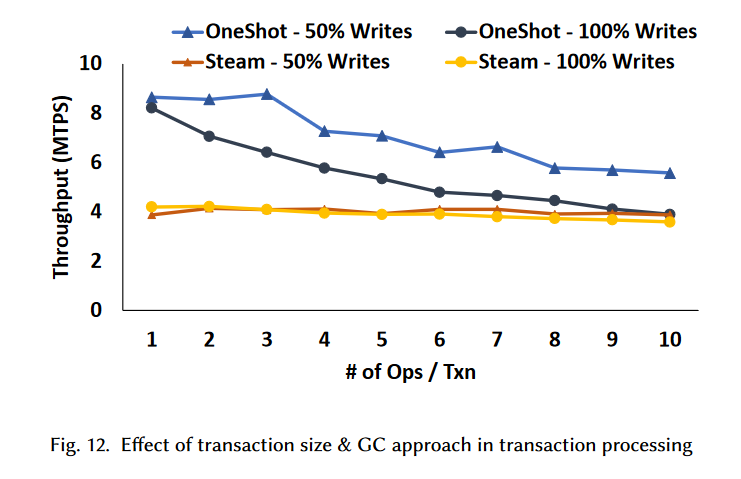 OneShot - 50% Writes OneShot - 100% Writes
Steam - 50% Writes Steam - 100% Writes
10
8
6
4
2
0
Throughput (MTPS)
1 2 3 4 5 6 7 8 9 10
# of Ops / Txn
Fig. 12. Effect of transaction size & GC approach in transaction processing